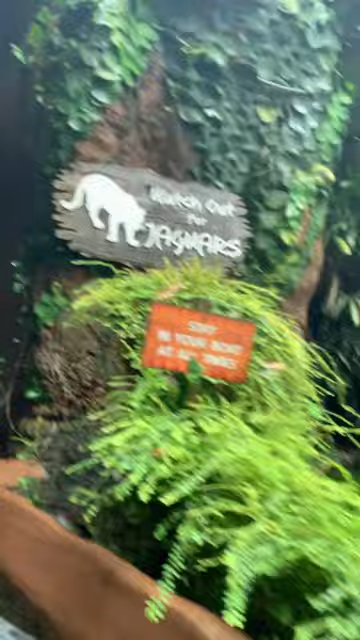 Watch Out
For
JAGUARS
STAY
IN YOUR BOAT
AT ALL TIMES